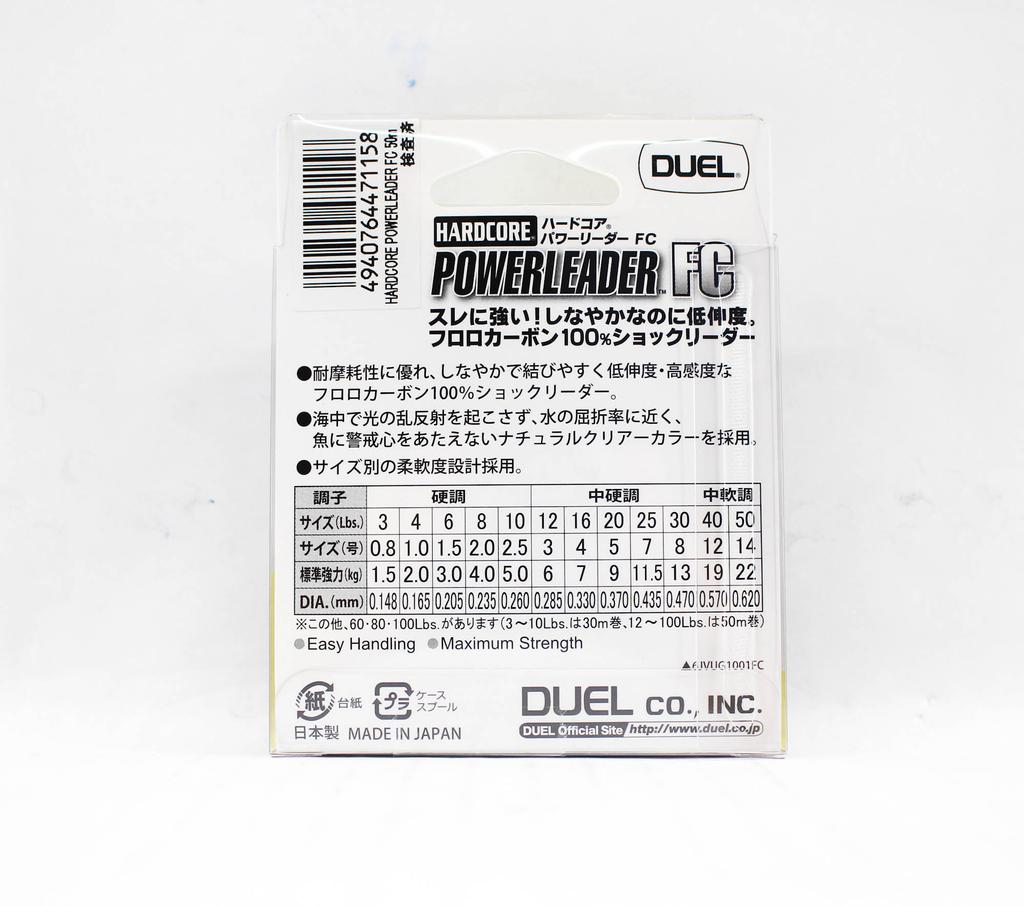 4940764471158
HARDCORE POWERLEADER FC 50m
検査済
DUEL®
HARDCORE® ハードコア®
パワーリーダー FC
POWERLEADER™ FC
スレに強い!しなやかなのに低伸度。
フロロカーボン100%ショックリーダー
●耐摩耗性に優れ、しなやかで結びやすく低伸度・高感度な
フロロカーボン100%ショックリーダー。
●海中で光の乱反射を起こさず、水の屈折率に近く、
魚に警戒心をあたえないナチュラルクリアーカラーを採用。
●サイズ別の柔軟度設計採用。
調子 硬調 中硬調 中軟調
サイズ(Lbs.) 3 4 6 8 10 12 16 20 25 30 40 50
サイズ(号) 0.8 1.0 1.5 2.0 2.5 3 4 5 7 8 12 14
標準強力(kg) 1.5 2.0 3.0 4.0 5.0 6 7 9 11.5 13 19 22
DIA.(mm) 0.148 0.165 0.205 0.235 0.260 0.285 0.330 0.370 0.435 0.470 0.570 0.620
※この他、60・80・100Lbs.があります(3〜10Lbs.は30m巻、12〜100Lbs.は50m巻)
●Easy Handling ●Maximum Strength
▲6JVUG1001FC
紙 台紙 プラ ケース
スプール
日本製 MADE IN JAPAN
DUEL CO., INC.
DUEL Official Site http://www.duel.co.jp